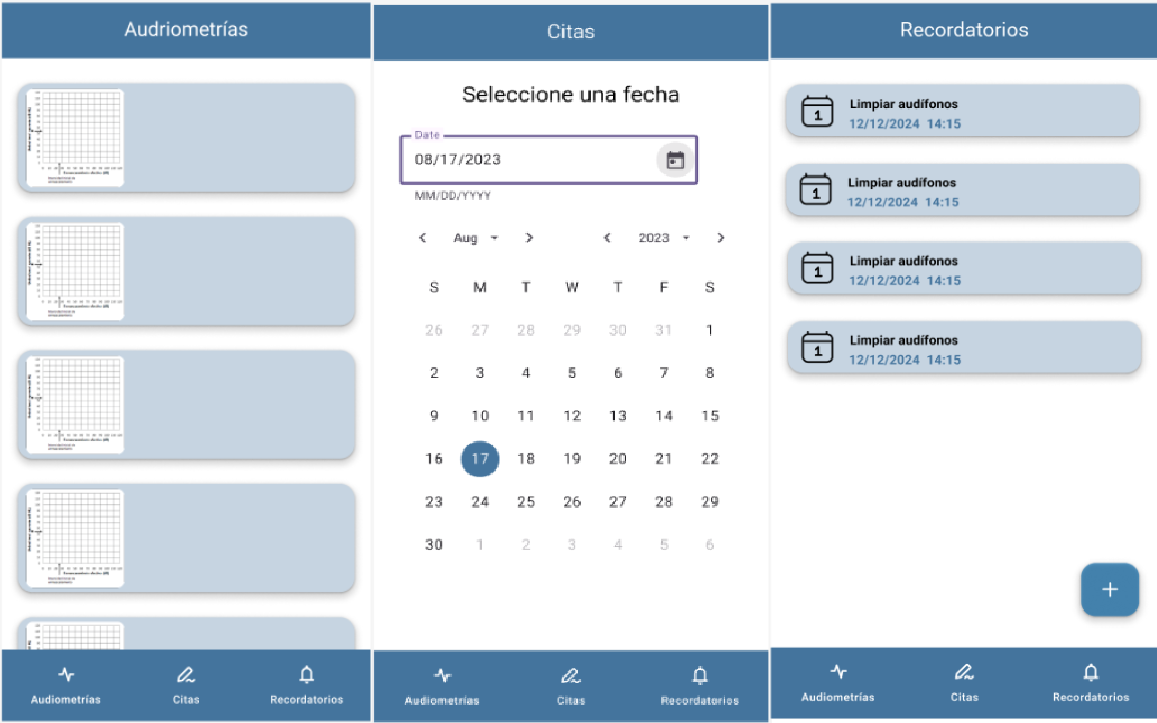 Audriometrías
Audiometrías
Citas
Recordatorios
Citas
Seleccione una fecha
Date
08/17/2023
MM/DD/YYYY
Aug
2023
S M T W T F S
26 27 28 29 30 31 1
2 3 4 5 6 7 8
9 10 11 12 13 14 15
16 17 18 19 20 21 22
23 24 25 26 27 28 29
30 1 2 3 4 5 6
Audiometrías
Citas
Recordatorios
Recordatorios
1
Limpiar audífonos
12/12/2024 14:15
1
Limpiar audífonos
12/12/2024 14:15
1
Limpiar audífonos
12/12/2024 14:15
1
Limpiar audífonos
12/12/2024 14:15
+
Audiometrías
Citas
Recordatorios